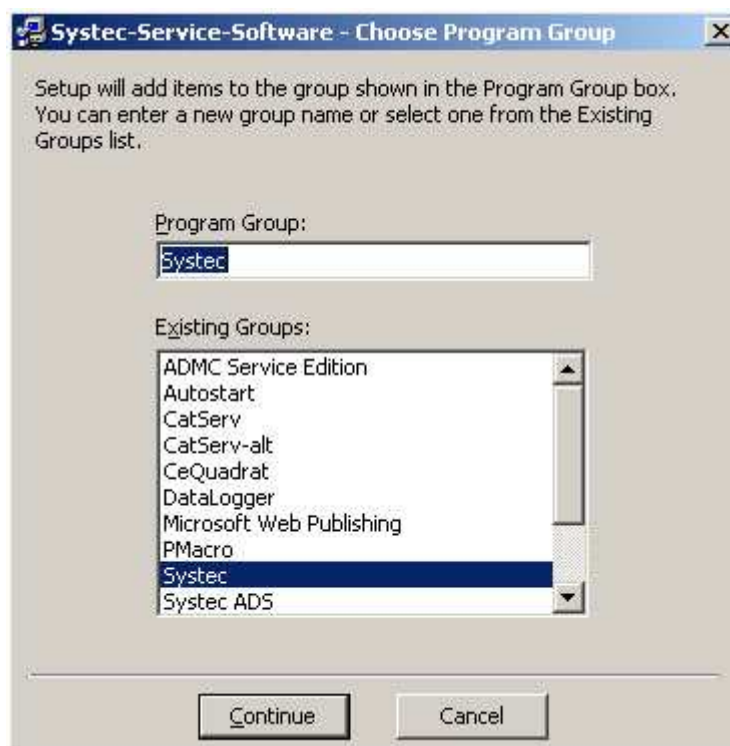 Systec-Service-Software - Choose Program Group
Setup will add items to the group shown in the Program Group box.
You can enter a new group name or select one from the Existing
Groups list.
Program Group:
Systec
Existing Groups:
ADMC Service Edition
Autostart
CatServ
CatServ-alt
CeQuadrat
DataLogger
Microsoft Web Publishing
PMacro
Systec
Systec ADS
Continue
Cancel